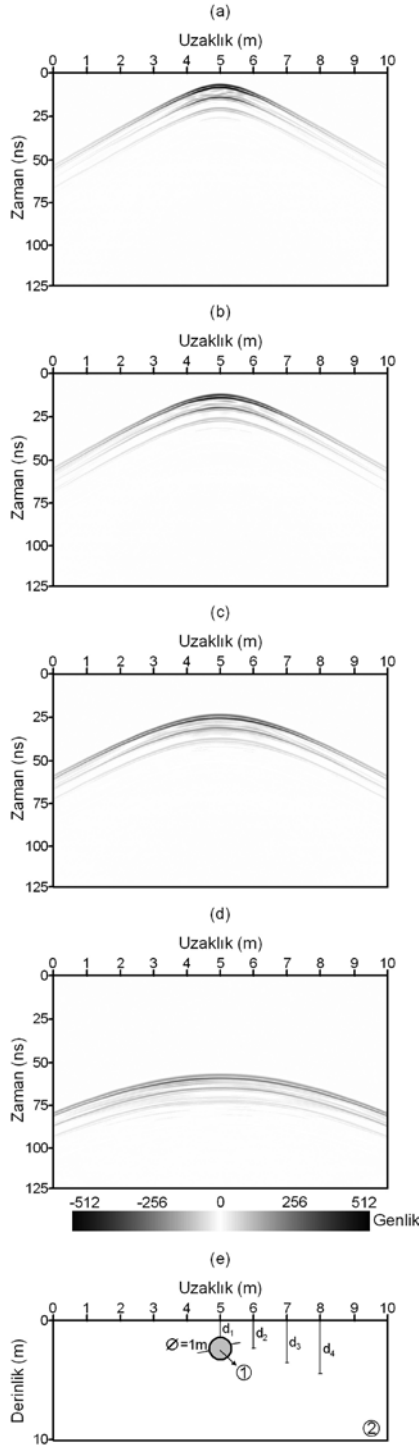 (a)
Uzaklık (m)
0 1 2 3 4 5 6 7 8 9 10
Zaman (ns)
0
25
50
75
100
125
(b)
Uzaklık (m)
0 1 2 3 4 5 6 7 8 9 10
Zaman (ns)
0
25
50
75
100
125
(c)
Uzaklık (m)
0 1 2 3 4 5 6 7 8 9 10
Zaman (ns)
0
25
50
75
100
125
(d)
Uzaklık (m)
0 1 2 3 4 5 6 7 8 9 10
Zaman (ns)
0
25
50
75
100
125
-512 -256 0 256 512
Genlik
(e)
Uzaklık (m)
0 1 2 3 4 5 6 7 8 9 10
Derinlik (m)
0
10
Ø=1m
d₁ d₂ d₃ d₄
①
②